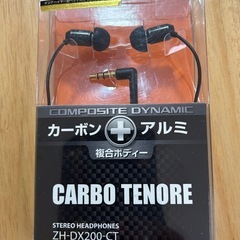 COMPOSITE DYNAMIC
カーボン+アルミ
複合ボディー
CARBO TENORE
STEREO HEADPHONES
ZH-DX200-CT